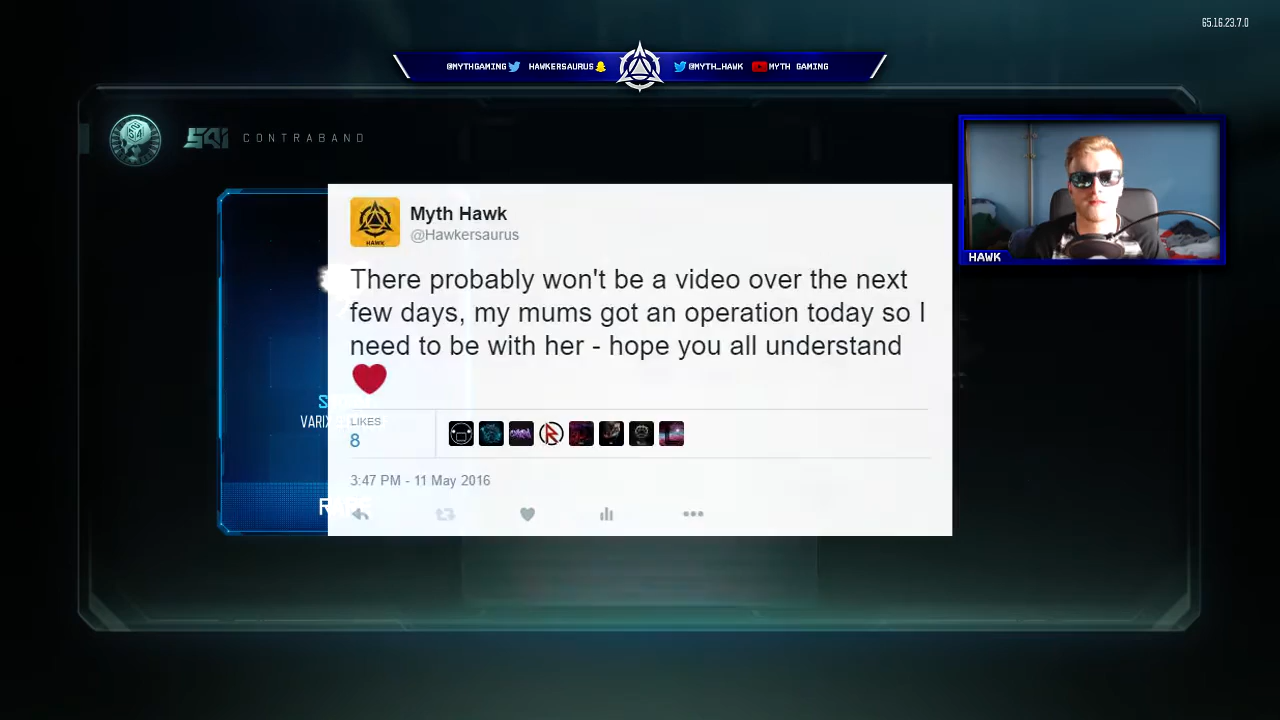 65.16.23.7.0
@MYTHGAMING HAWKERSAURUS @MYTH_HAWK MYTH GAMING
CONTRABAND
HAWK
Myth Hawk
@Hawkersaurus
There probably won't be a video over the next
few days, my mums got an operation today so I
need to be with her - hope you all understand
LIKES
8
3:47 PM - 11 May 2016